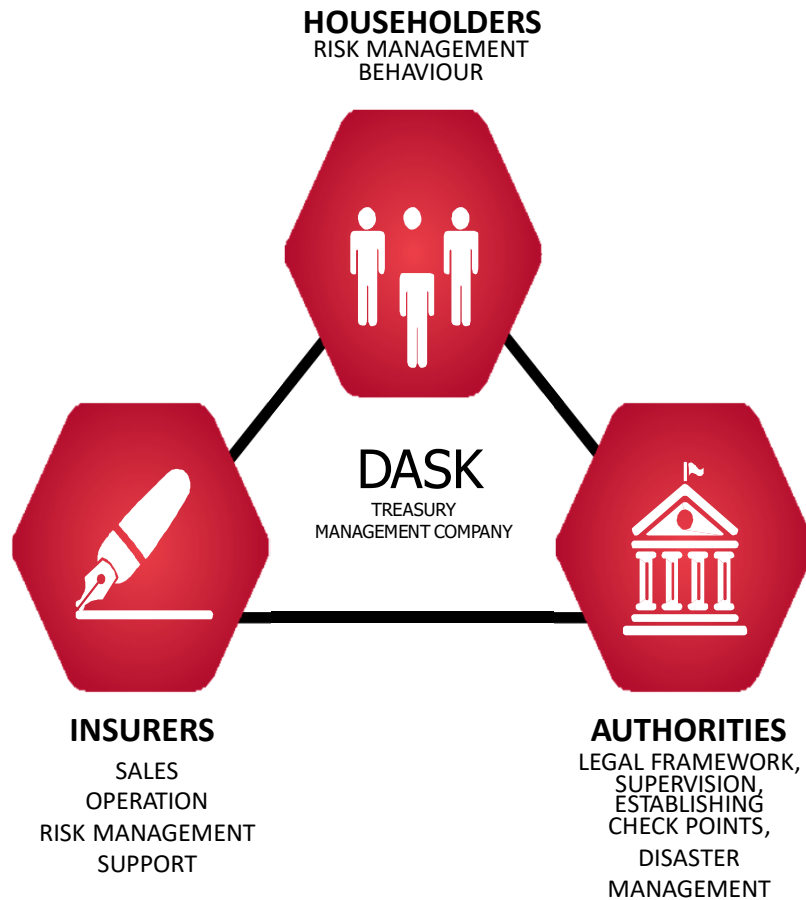 HOUSEHOLDERS
RISK MANAGEMENT
BEHAVIOUR
DASK
TREASURY
MANAGEMENT COMPANY
INSURERS
SALES
OPERATION
RISK MANAGEMENT
SUPPORT
AUTHORITIES
LEGAL FRAMEWORK,
SUPERVISION,
ESTABLISHING
CHECK POINTS,
DISASTER
MANAGEMENT